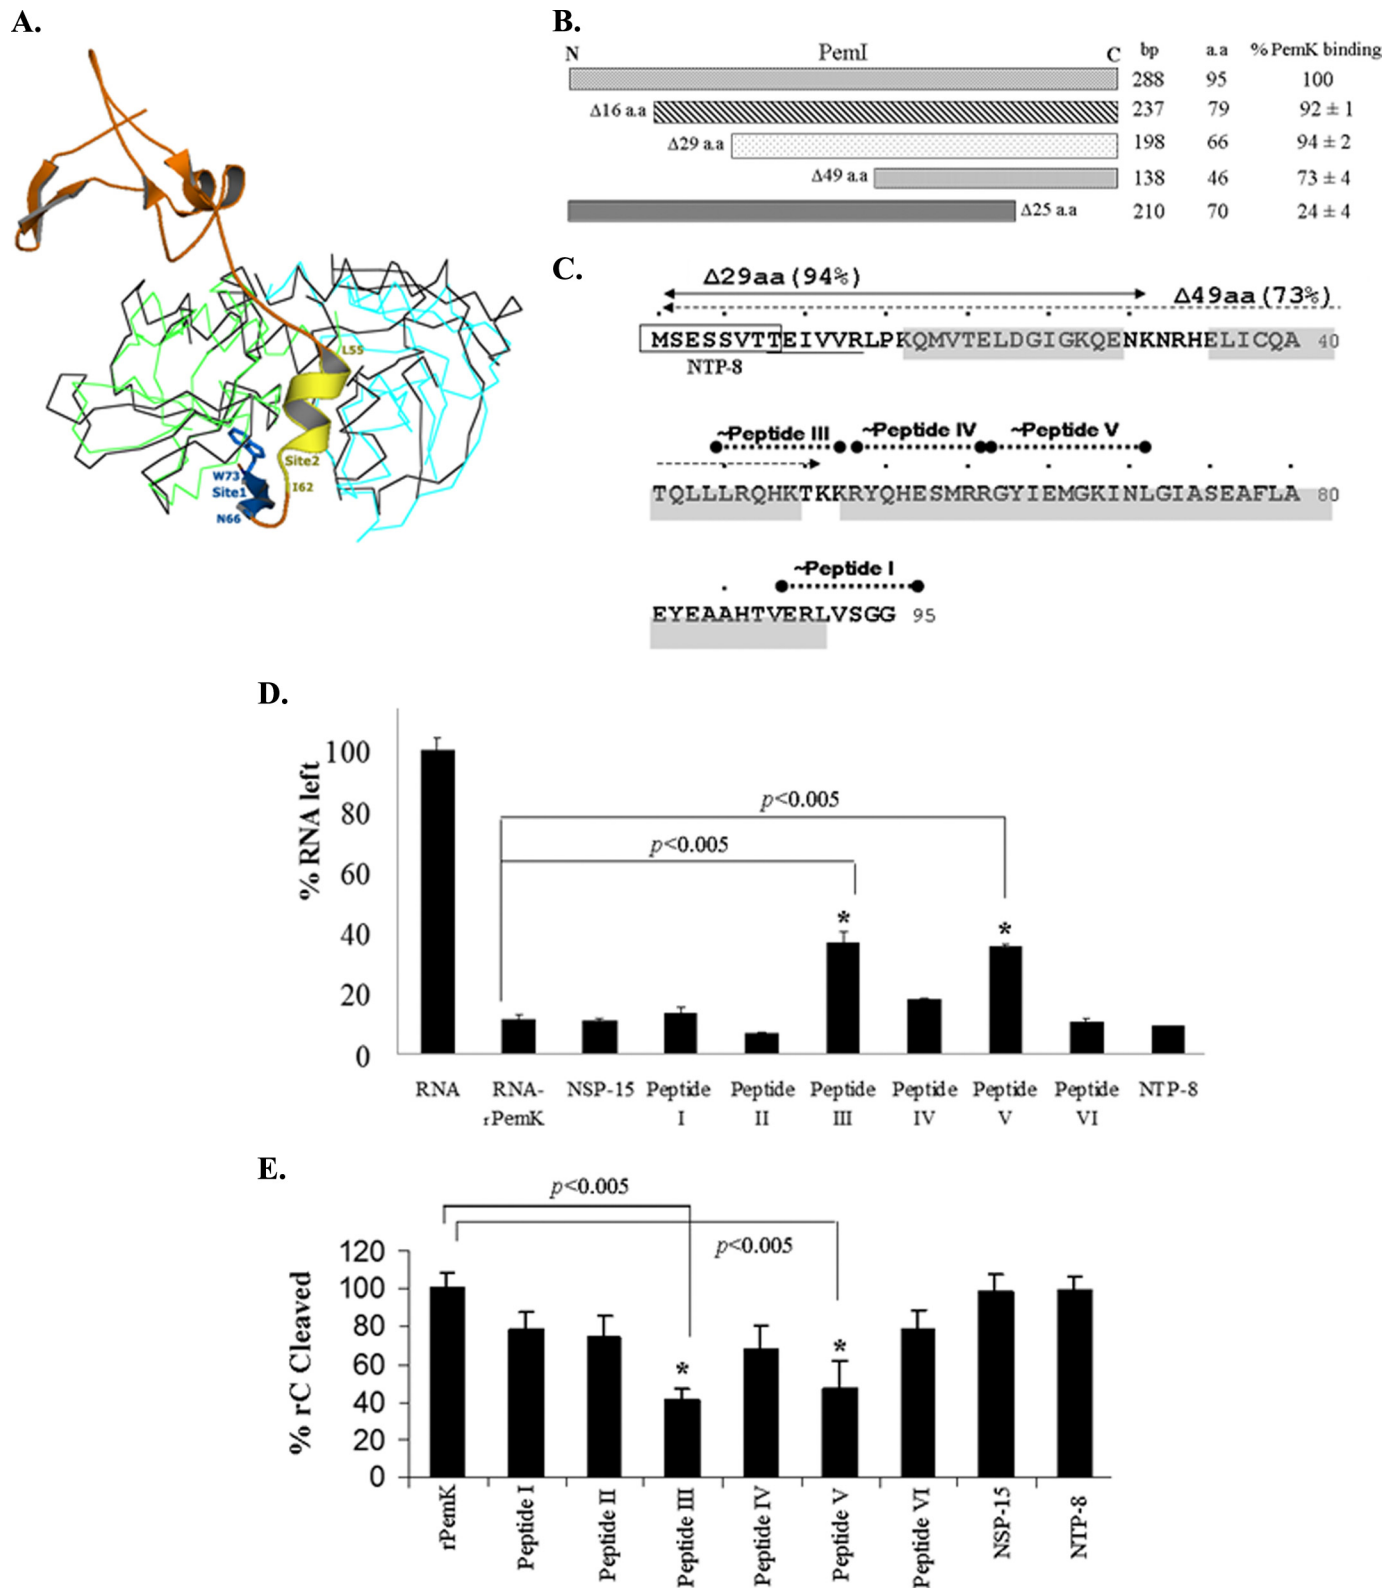 A.
L55
Site2
W73
Site1
I62
N66
B.
N PemI C bp a.a % PemK binding
288 95 100
Δ16 a.a 237 79 92 ± 1
Δ29 a.a 198 66 94 ± 2
Δ49 a.a 138 46 73 ± 4
Δ25 a.a 210 70 24 ± 4
C.
Δ29aa (94%)
Δ49aa (73%)
MSESSVTTEIVVRLPKQMVTELDGIGKQENKNRHELICQA 40
NTP-8
~Peptide III ~Peptide IV ~Peptide V
TQLLLRQHKTKKRYQHESMRRGYIEMGKINLGIASEAFLA 80
~Peptide I
EYEAAHTVERLVSGG 95
D.
% RNA left
100
80
60
40
20
0
p<0.005
p<0.005
*
*
RNA RNA-rPemK NSP-15 Peptide I Peptide II Peptide III Peptide IV Peptide V Peptide VI NTP-8
E.
p<0.005
p<0.005
% rC Cleaved
120
100
80
60
40
20
0
*
*
rPemK Peptide I Peptide II Peptide III Peptide IV Peptide V Peptide VI NSP-15 NTP-8